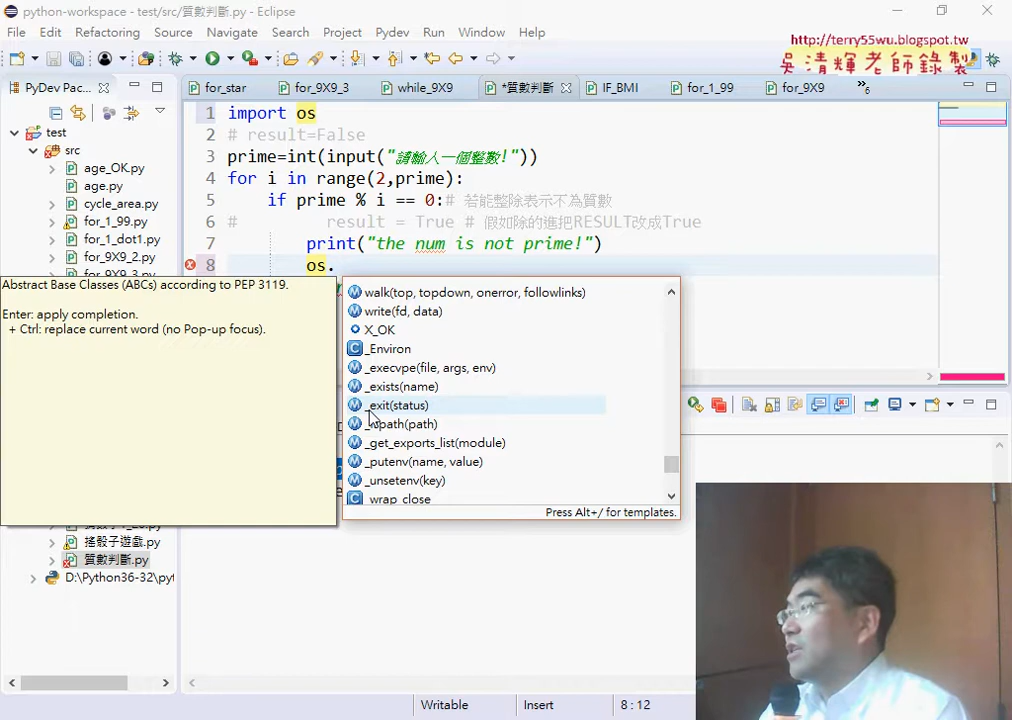 python-workspace - test/src/質數判斷.py - Eclipse
File Edit Refactoring Source Navigate Search Project Pydev Run Window Help
http://terry55wu.blogspot.tw
吳清輝老師錄製
PyDev Pac...
for_star
for_9X9_3
while_9X9
*質數判斷
IF_BMI
for_1_99
for_9X9
6
test
src
age_OK.py
age.py
cycle_area.py
for_1_99.py
for_1_dot1.py
for_9X9_2.py
for_9X9_3.py
1 import os
2 # result=False
3 prime=int(input("請輸入一個整數!"))
4 for i in range(2,prime):
5 if prime % i == 0:# 若能整除表示不為質數
6 # result = True # 假如除的進把RESULT改成True
7 print("the num is not prime!")
8 os.
Abstract Base Classes (ABCs) according to PEP 3119.
Enter: apply completion.
+ Ctrl: replace current word (no Pop-up focus).
walk(top, topdown, onerror, followlinks)
write(fd, data)
X_OK
_Environ
_execvpe(file, args, env)
_exists(name)
_exit(status)
path(path)
_get_exports_list(module)
_putenv(name, value)
_unsetenv(key)
_wrap_close
Press Alt+/ for templates.
搖骰子遊戲.py
質數判斷.py
D:\Python36-32\pyt
Writable
Insert
8 : 12